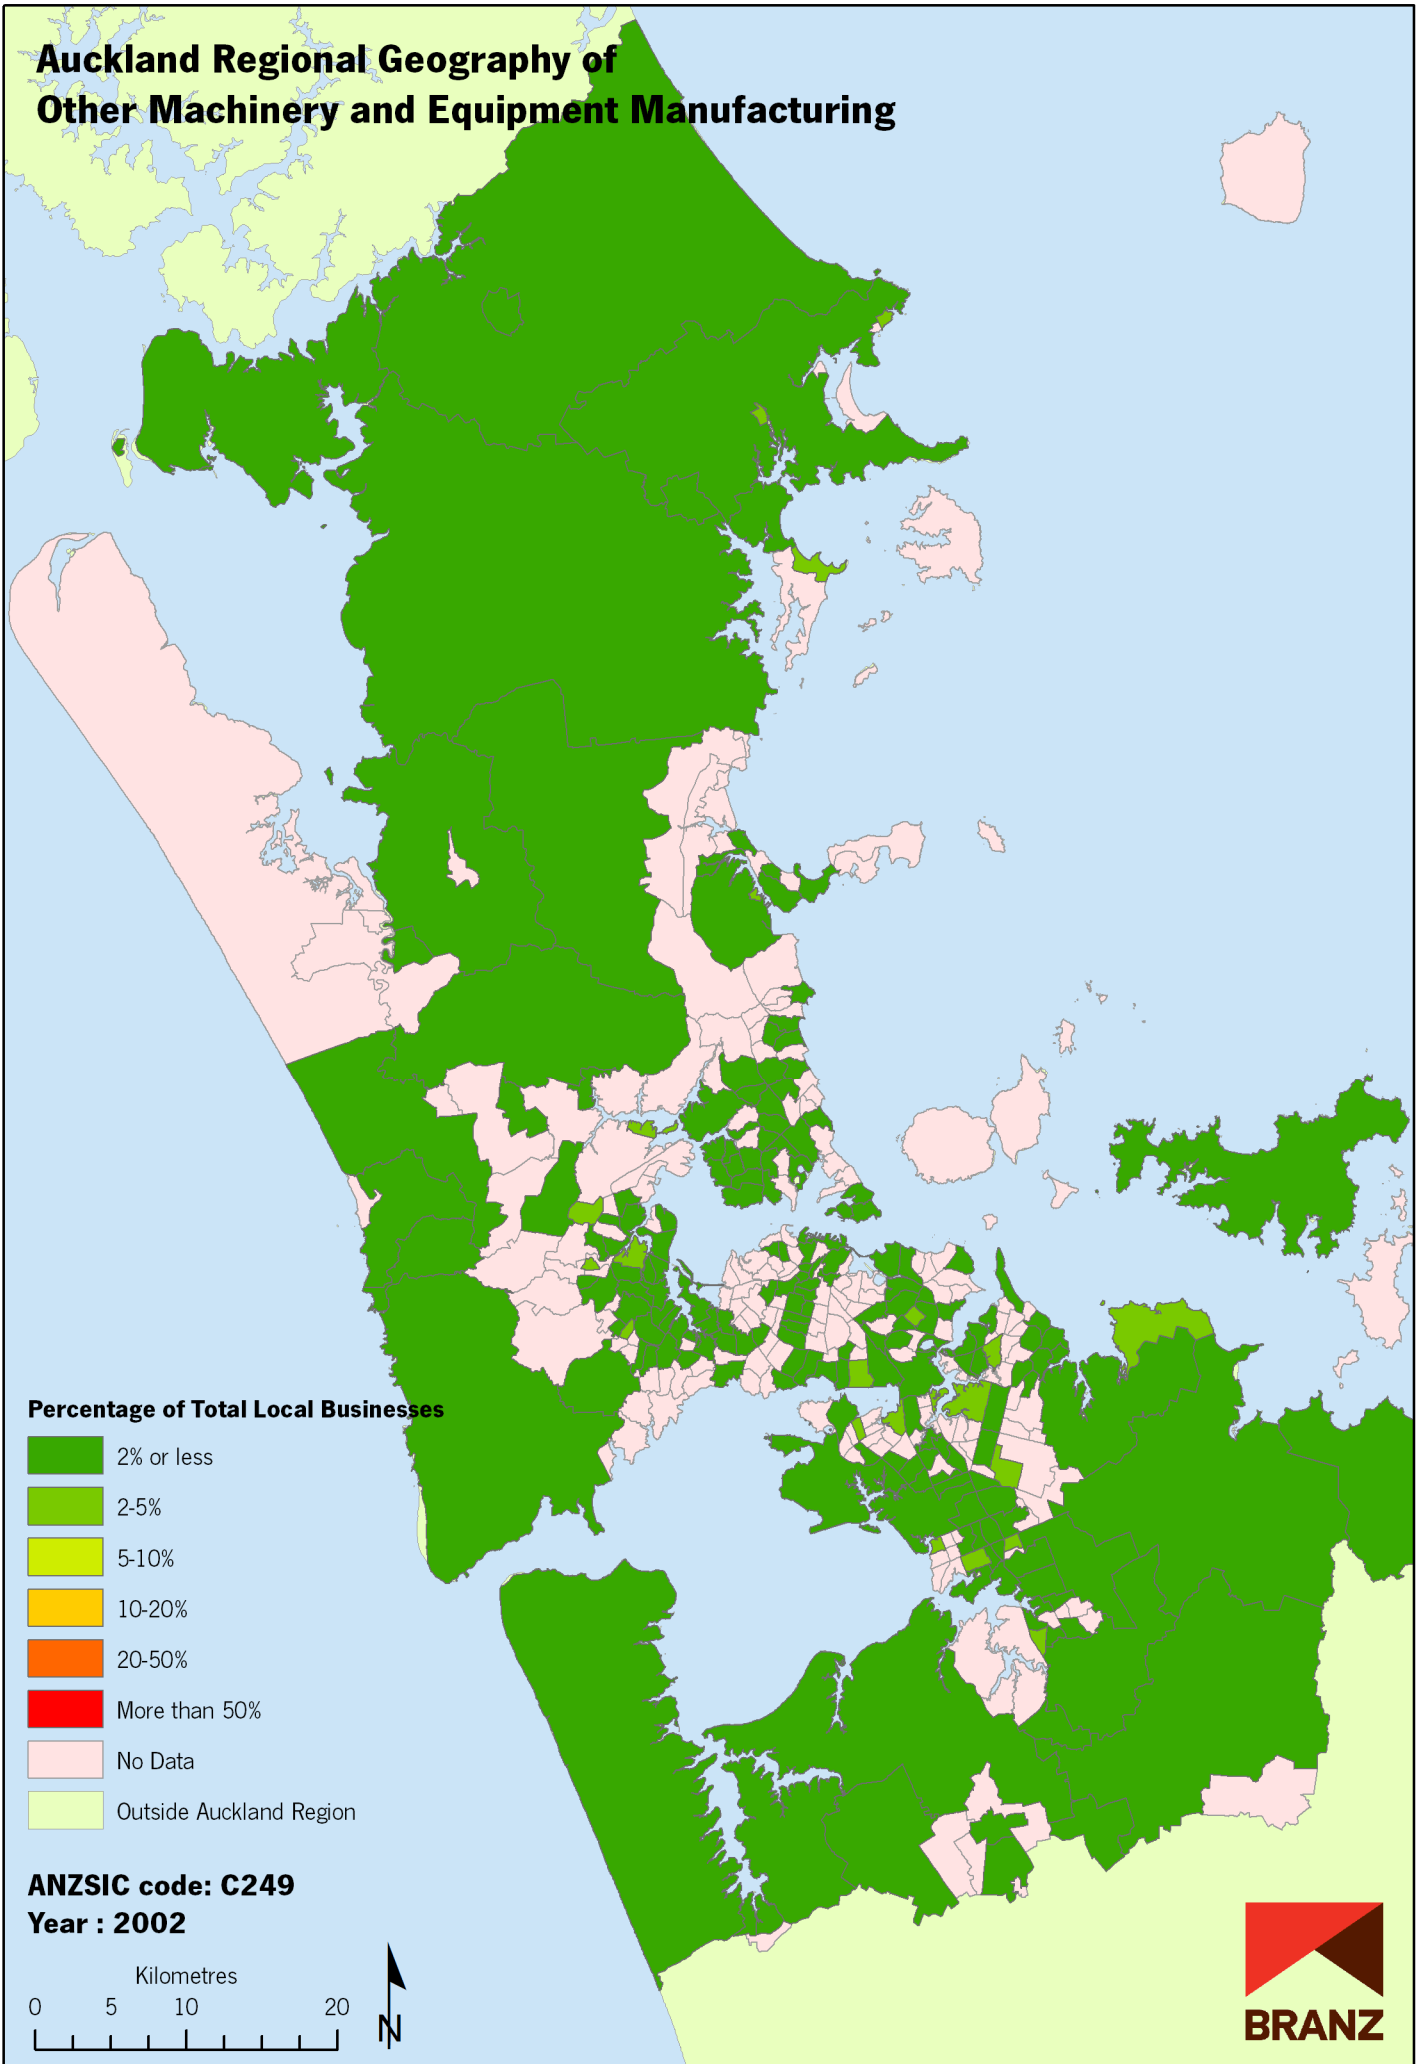 Auckland Regional Geography of
Other Machinery and Equipment Manufacturing
Percentage of Total Local Businesses
2% or less
2-5%
5-10%
10-20%
20-50%
More than 50%
No Data
Outside Auckland Region
ANZSIC code: C249
Year : 2002
Kilometres
0 5 10 20
N
BRANZ